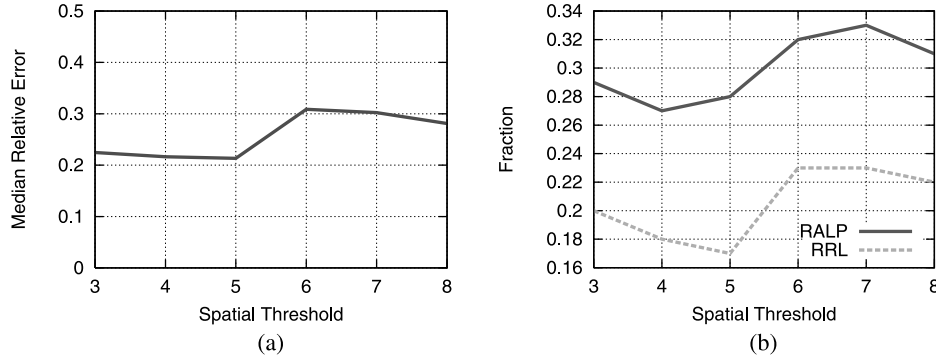 0.5
0.4
0.3
0.2
0.1
0
3 4 5 6 7 8
Median Relative Error
Spatial Threshold
(a)
0.34
0.32
0.3
0.28
0.26
0.24
0.22
0.2
0.18
0.16
3 4 5 6 7 8
Fraction
Spatial Threshold
RALP
RRL
(b)